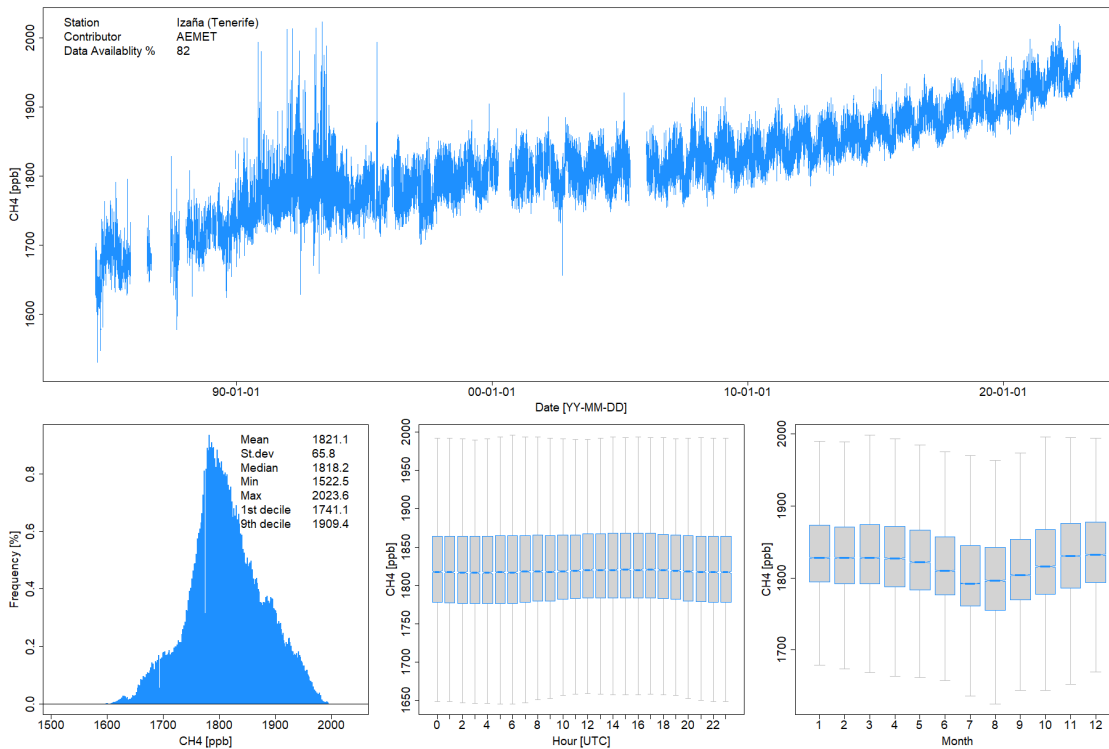 Station Izaña (Tenerife)
Contributor AEMET
Data Availablity % 82
CH4 [ppb]
2000
1900
1800
1700
1600
90-01-01 00-01-01 10-01-01 20-01-01
Date [YY-MM-DD]
Mean 1821.1
St.dev 65.8
Median 1818.2
Min 1522.5
Max 2023.6
1st decile 1741.1
9th decile 1909.4
Frequency [%]
0.8
0.6
0.4
0.2
0.0
1500 1600 1700 1800 1900 2000
CH4 [ppb]
CH4 [ppb]
2000
1950
1900
1850
1800
1750
1700
1650
0 2 4 6 8 10 12 14 16 18 20 22
Hour [UTC]
CH4 [ppb]
2000
1900
1800
1700
1 2 3 4 5 6 7 8 9 10 11 12
Month